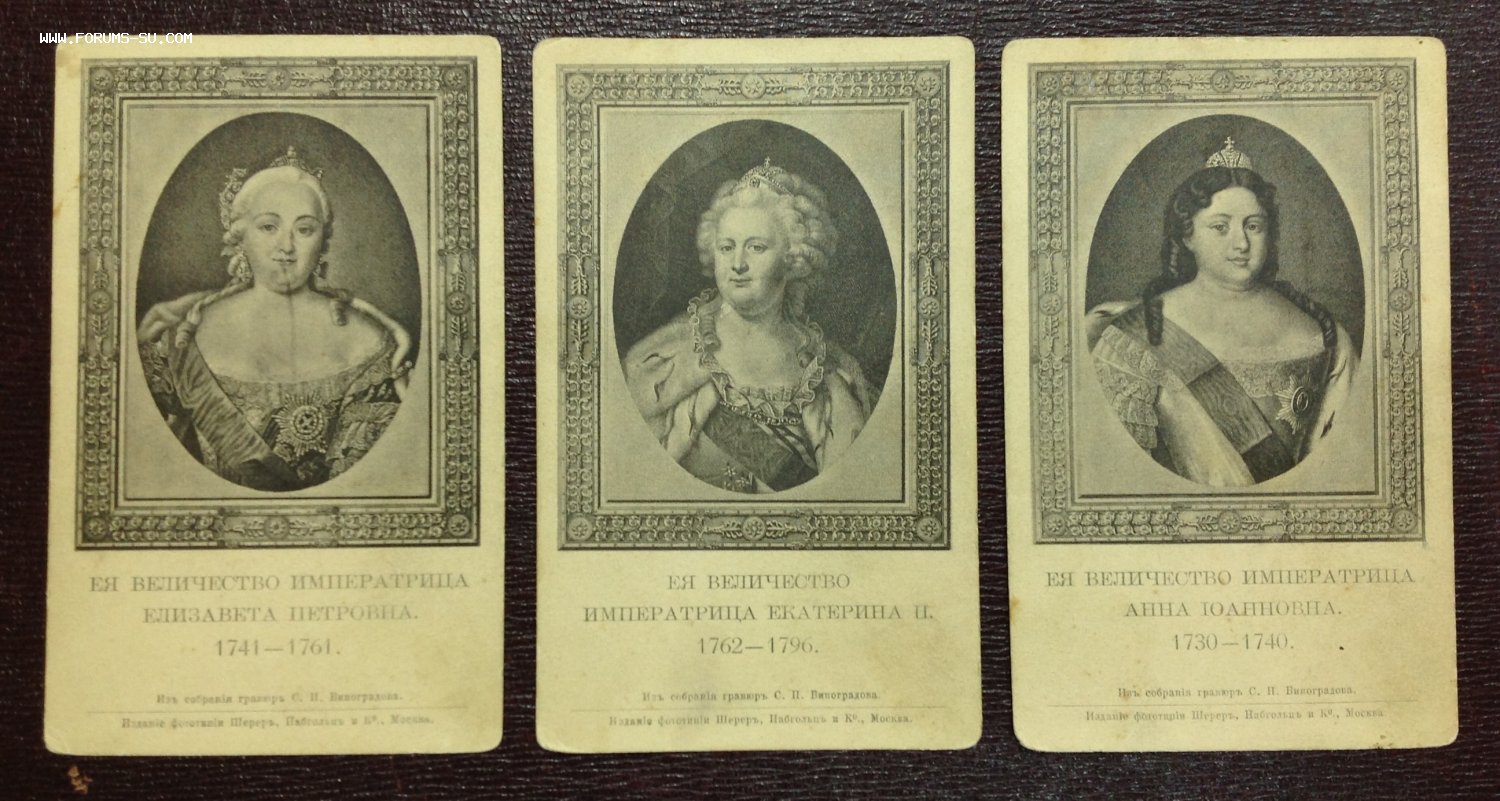 WWW.FORUMS-SU.COM
ЕЯ ВЕЛИЧЕСТВО ИМПЕРАТРИЦА
ЕЛИЗАВЕТА ПЕТРОВНА.
1741—1761.
Изъ собранія гравюръ С. П. Виноградова.
Изданіе фототипіи Шереръ, Набгольцъ и Кº., Москва.
ЕЯ ВЕЛИЧЕСТВО
ИМПЕРАТРИЦА ЕКАТЕРИНА II.
1762—1796.
Изъ собранія гравюръ С. П. Виноградова.
Изданіе фототипіи Шереръ, Набгольцъ и Кº., Москва.
ЕЯ ВЕЛИЧЕСТВО ИМПЕРАТРИЦА
АННА ІОАННОВНА.
1730—1740.
Изъ собранія гравюръ С. П. Виноградова.
Изданіе фототипіи Шереръ, Набгольцъ и Кº., Москва.